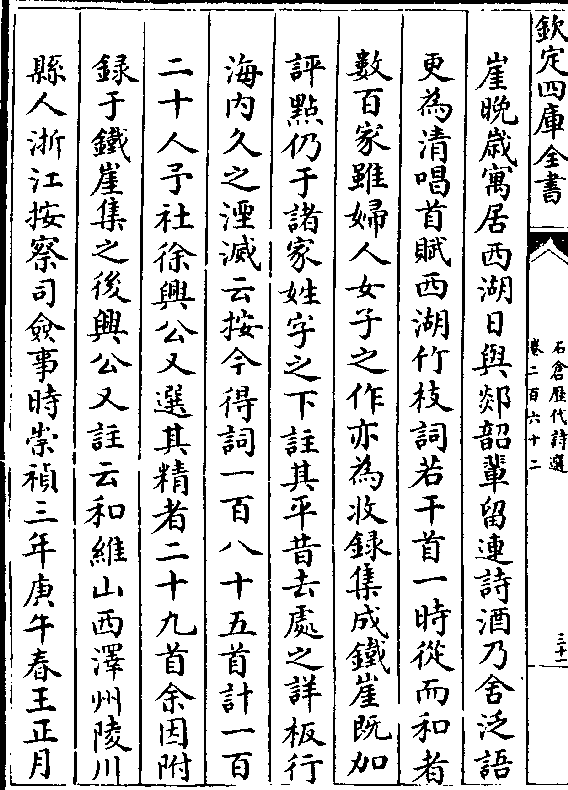 欽定四庫全書
石倉歴代詩選
卷二百六十二
三十一
崖晚歳寓居西湖日與郯韶輩留連詩酒乃舍泛語
更為清唱首賦西湖竹枝詞若干首一時從而和者
數百家雖婦人女子之作亦為收録集成鐵崖既加
評點仍于諸家姓字之下註其平昔去處之詳板行
海内久之湮滅云按今得詞一百八十五首計一百
二十人予社徐興公又選其精者二十九首余因附
録于鐵崖集之後興公又註云和維山西澤州陵川
縣人浙江按察司僉事時崇禎三年庚午春王正月